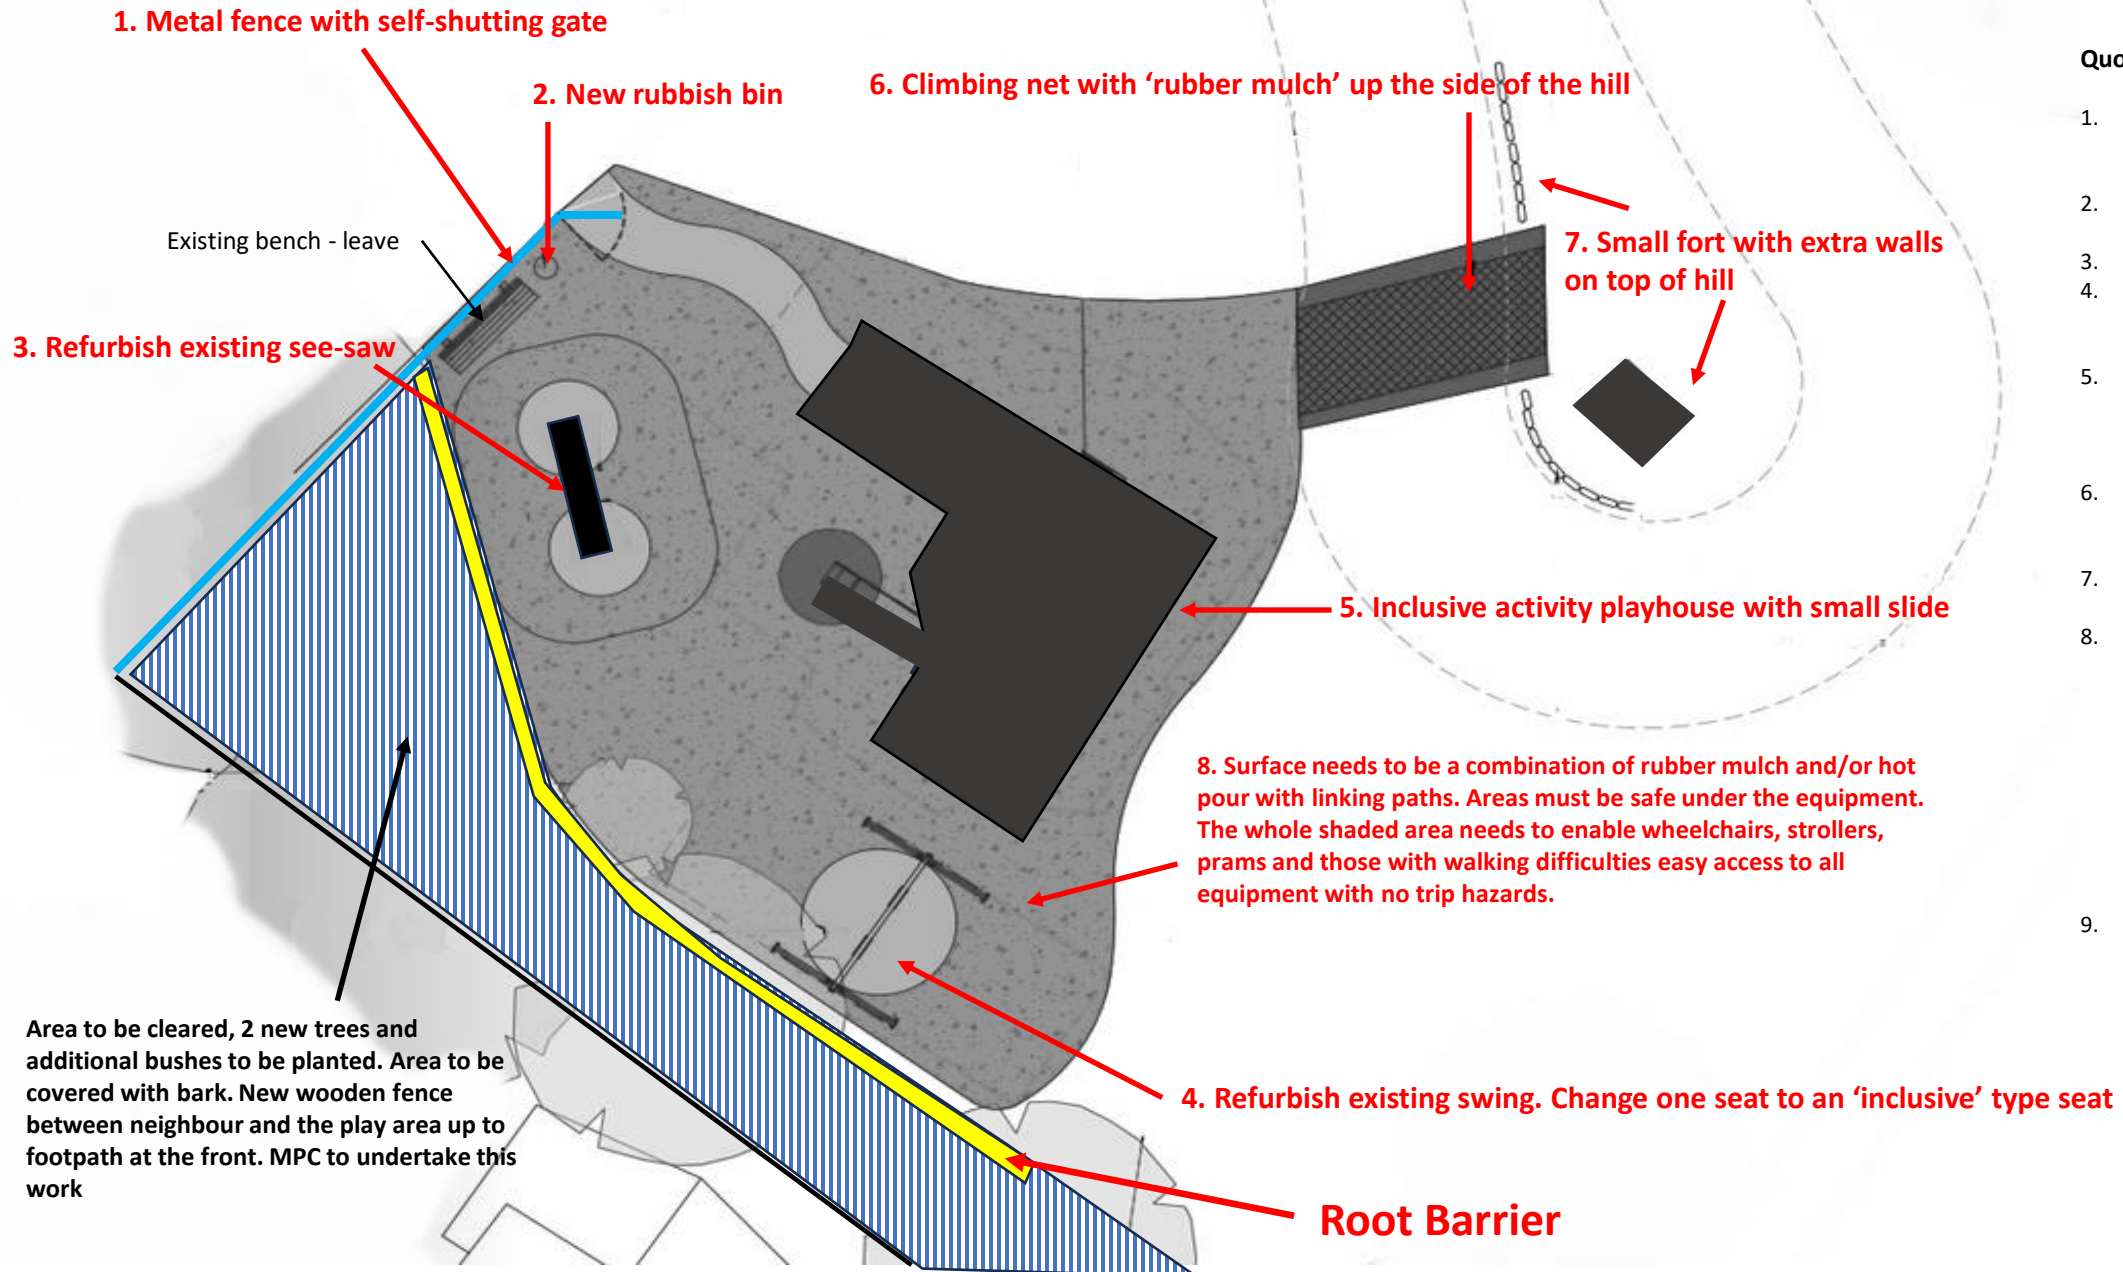 1. Metal fence with self-shutting gate
2. New rubbish bin
6. Climbing net with ‘rubber mulch’ up the side of the hill
Existing bench - leave
7. Small fort with extra walls
on top of hill
3. Refurbish existing see-saw
5. Inclusive activity playhouse with small slide
8. Surface needs to be a combination of rubber mulch and/or hot
pour with linking paths. Areas must be safe under the equipment.
The whole shaded area needs to enable wheelchairs, strollers,
prams and those with walking difficulties easy access to all
equipment with no trip hazards.
Area to be cleared, 2 new trees and
additional bushes to be planted. Area to be
covered with bark. New wooden fence
between neighbour and the play area up to
footpath at the front. MPC to undertake this
work
4. Refurbish existing swing. Change one seat to an ‘inclusive’ type seat
Root Barrier
Quo
1.
2.
3.
4.
5.
6.
7.
8.
9.